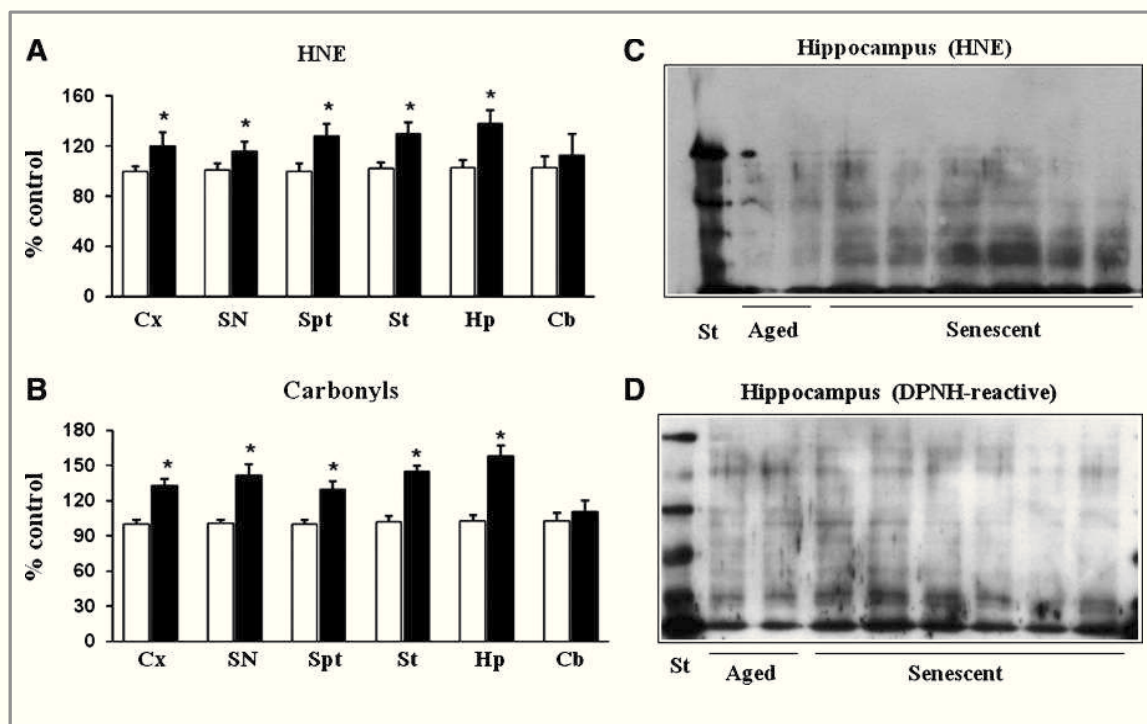 A
HNE
% control
160
120
80
40
0
Cx SN Spt St Hp Cb
* * * * *
B
Carbonyls
% control
180
150
120
90
60
30
0
Cx SN Spt St Hp Cb
* * * * *
C
Hippocampus (HNE)
St Aged Senescent
D
Hippocampus (DPNH-reactive)
St Aged Senescent